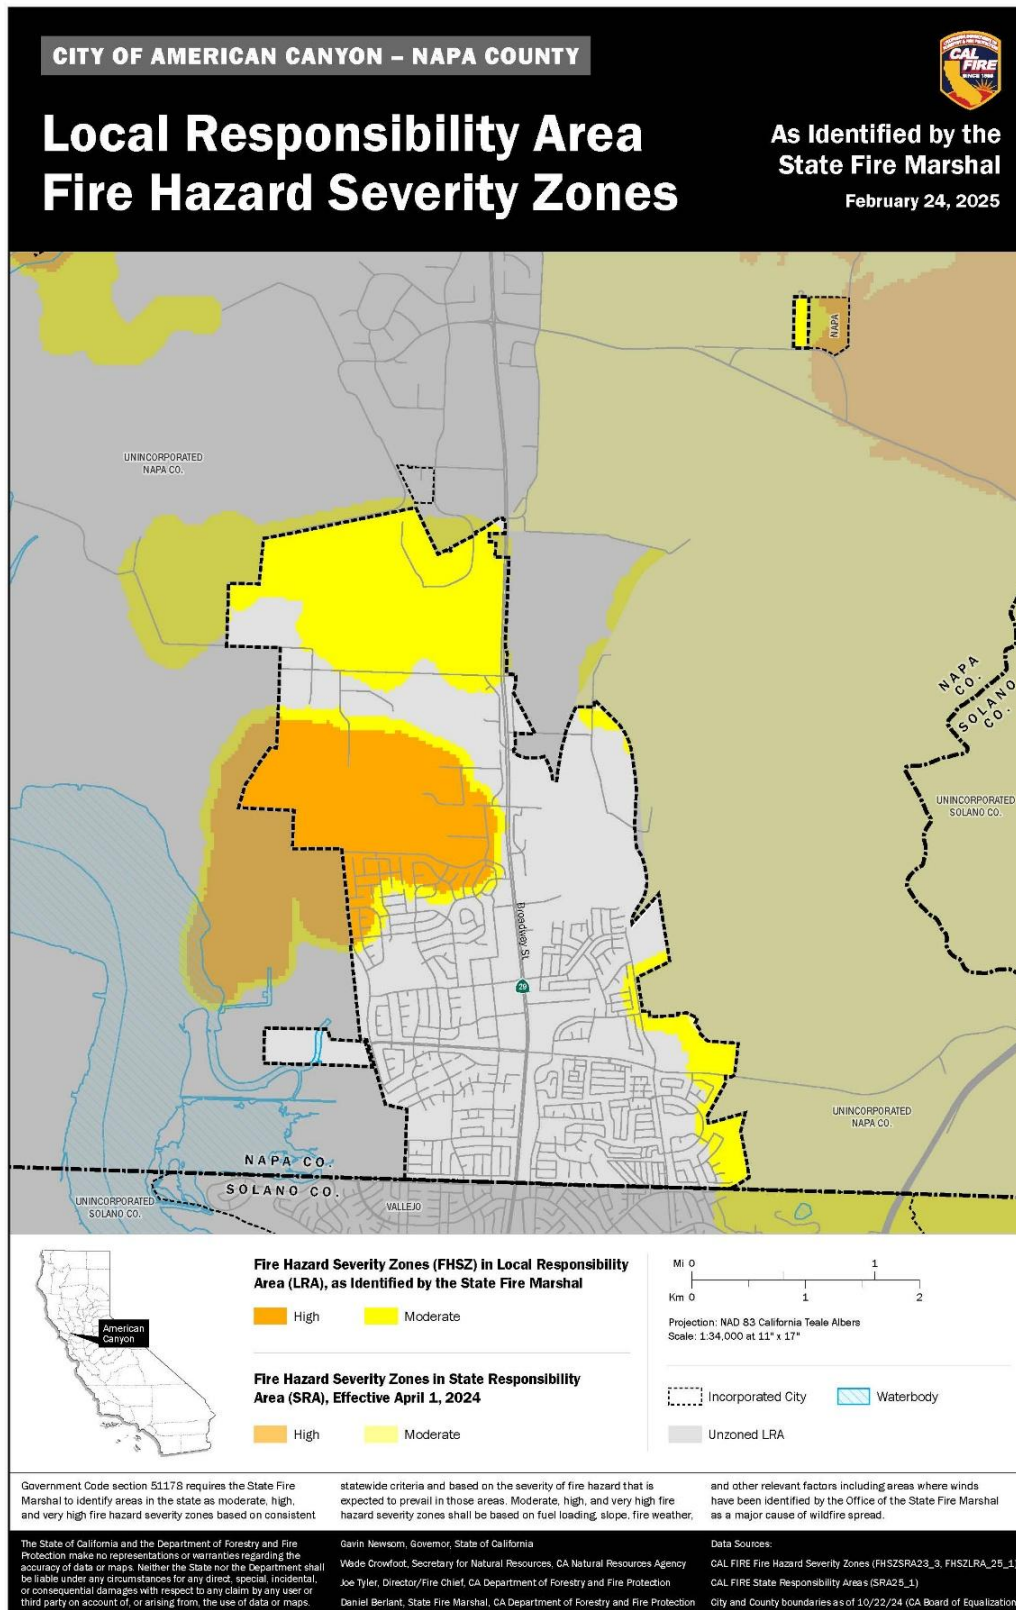 CITY OF AMERICAN CANYON – NAPA COUNTY
Local Responsibility Area
Fire Hazard Severity Zones
CAL
FIRE
SINCE 1885
As Identified by the
State Fire Marshal
February 24, 2025
NAPA
UNINCORPORATED
NAPA CO.
NAPA
CO.
SOLANO
CO.
UNINCORPORATED
SOLANO CO.
Broadway St
29
UNINCORPORATED
NAPA CO.
NAPA CO.
SOLANO CO.
UNINCORPORATED
SOLANO CO.
VALLEJO
American
Canyon
Fire Hazard Severity Zones (FHSZ) in Local Responsibility
Area (LRA), as Identified by the State Fire Marshal
High
Moderate
Fire Hazard Severity Zones in State Responsibility
Area (SRA), Effective April 1, 2024
High
Moderate
Mi 0 1
Km 0 1 2
Projection: NAD 83 California Teale Albers
Scale: 1:34,000 at 11" x 17"
Incorporated City
Waterbody
Unzoned LRA
Government Code section 51178 requires the State Fire
Marshal to identify areas in the state as moderate, high,
and very high fire hazard severity zones based on consistent
statewide criteria and based on the severity of fire hazard that is
expected to prevail in those areas. Moderate, high, and very high fire
hazard severity zones shall be based on fuel loading, slope, fire weather,
and other relevant factors including areas where winds
have been identified by the Office of the State Fire Marshal
as a major cause of wildfire spread.
The State of California and the Department of Forestry and Fire
Protection make no representations or warranties regarding the
accuracy of data or maps. Neither the State nor the Department shall
be liable under any circumstances for any direct, special, incidental,
or consequential damages with respect to any claim by any user or
third party on account of, or arising from, the use of data or maps.
Gavin Newsom, Governor, State of California
Wade Crowfoot, Secretary for Natural Resources, CA Natural Resources Agency
Joe Tyler, Director/Fire Chief, CA Department of Forestry and Fire Protection
Daniel Berlant, State Fire Marshal, CA Department of Forestry and Fire Protection
Data Sources:
CAL FIRE Fire Hazard Severity Zones (FHSZSRA23_3, FHSZLRA_25_1)
CAL FIRE State Responsibility Areas (SRA25_1)
City and County boundaries as of 10/22/24 (CA Board of Equalization